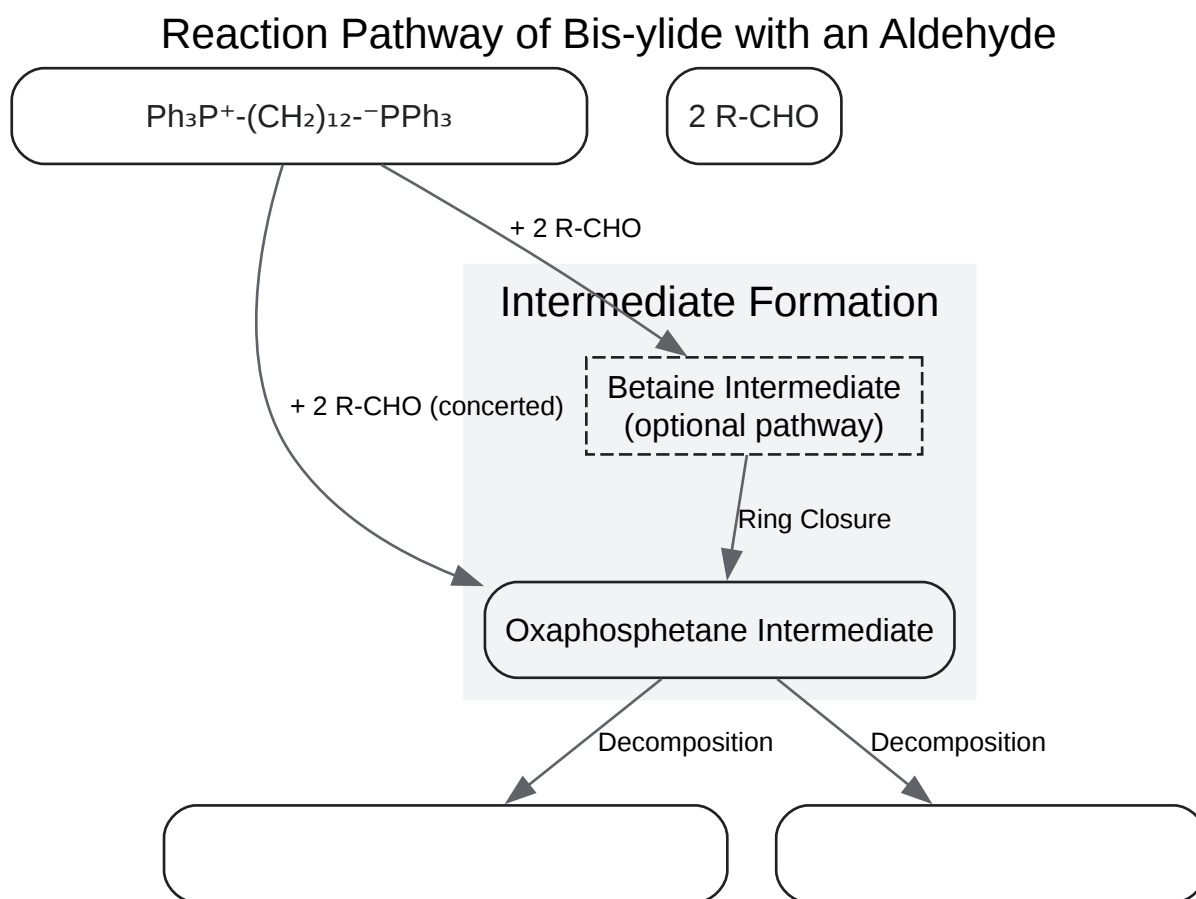 Reaction Pathway of Bis-ylide with an Aldehyde
Ph₃P⁺-(CH₂)₁₂-⁻PPh₃
2 R-CHO
+ 2 R-CHO
Intermediate Formation
Betaine Intermediate
(optional pathway)
+ 2 R-CHO (concerted)
Ring Closure
Oxaphosphetane Intermediate
Decomposition
Decomposition